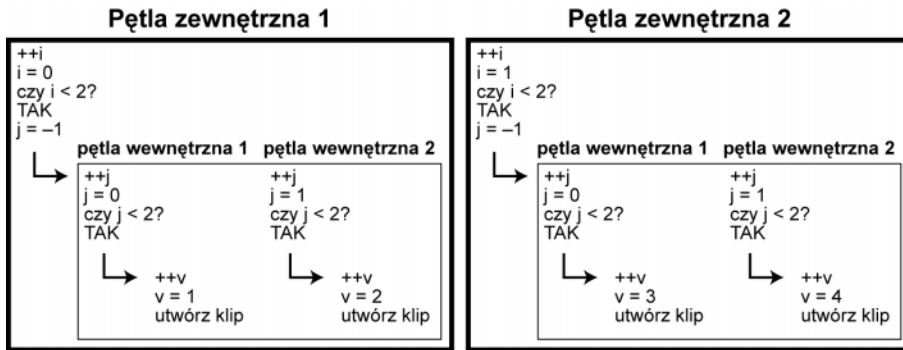 Pętla zewnętrzna 1
++i
i = 0
czy i < 2?
TAK
j = –1
pętla wewnętrzna 1
++j
j = 0
czy j < 2?
TAK
++v
v = 1
utwórz klip
pętla wewnętrzna 2
++j
j = 1
czy j < 2?
TAK
++v
v = 2
utwórz klip
Pętla zewnętrzna 2
++i
i = 1
czy i < 2?
TAK
j = –1
pętla wewnętrzna 1
++j
j = 0
czy j < 2?
TAK
++v
v = 3
utwórz klip
pętla wewnętrzna 2
++j
j = 1
czy j < 2?
TAK
++v
v = 4
utwórz klip